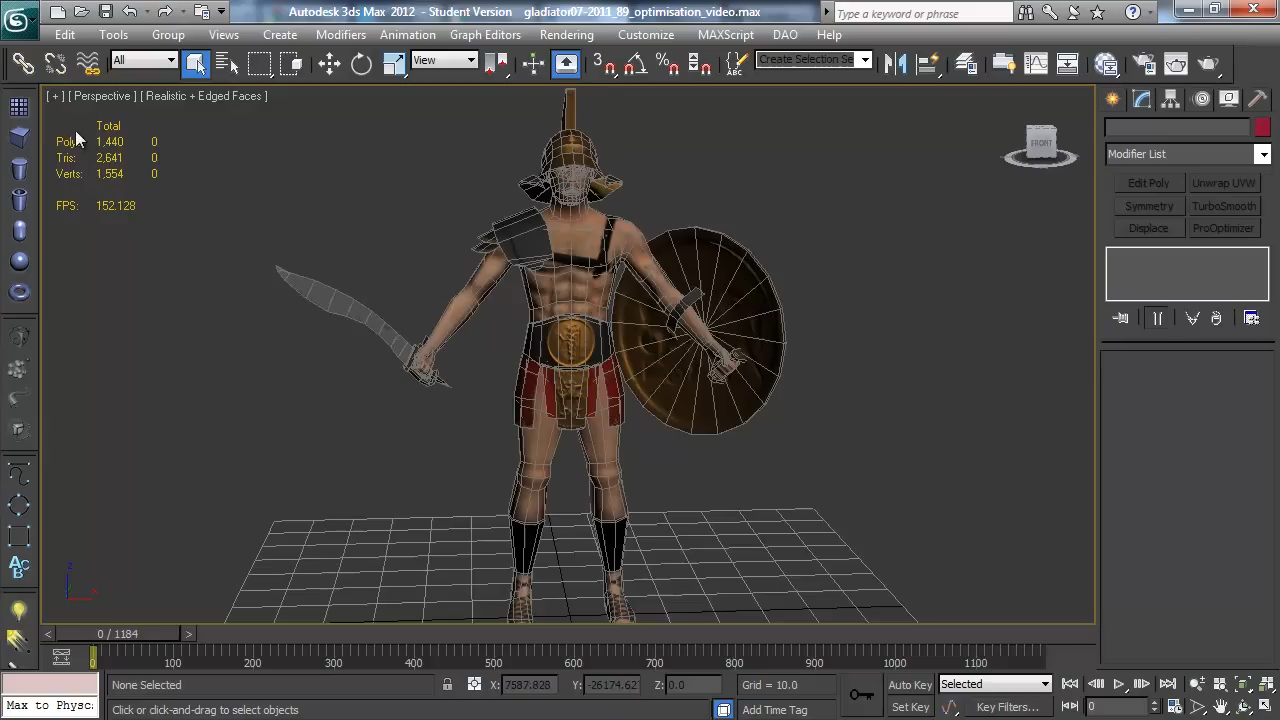 Autodesk 3ds Max 2012 - Student Version gladiator07-2011_89_optimisation_video.max
Type a keyword or phrase
Edit Tools Group Views Create Modifiers Animation Graph Editors Rendering Customize MAXScript DAO Help
All
View
3
Create Selection Se
[ + ] [ Perspective ] [ Realistic + Edged Faces ]
Total
Polys: 1,440 0
Tris: 2,641 0
Verts: 1,554 0
FPS: 152.128
FRONT
Modifier List
Edit Poly Unwrap UVW
Symmetry TurboSmooth
Displace ProOptimizer
z
x
< 0 / 1184 >
0 100 200 300 400 500 600 700 800 900 1000 1100
None Selected X: 7587.828 Y: -26174.627 Z: 0.0 Grid = 10.0 Auto Key Selected
Max to Physc: Click or click-and-drag to select objects Add Time Tag Set Key Key Filters... 0